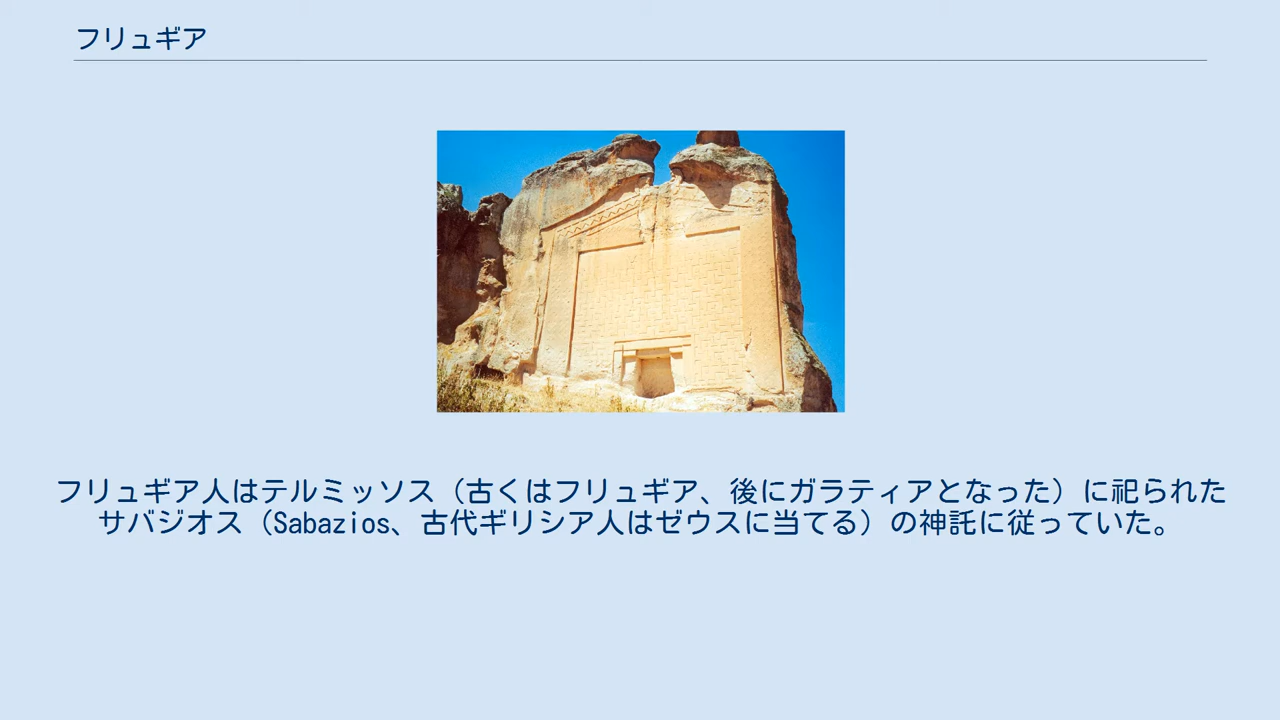 フリュギア
フリュギア人はテルミッソス（古くはフリュギア、後にガラティアとなった）に祀られた
サバジオス（Sabazios、古代ギリシア人はゼウスに当てる）の神託に従っていた。